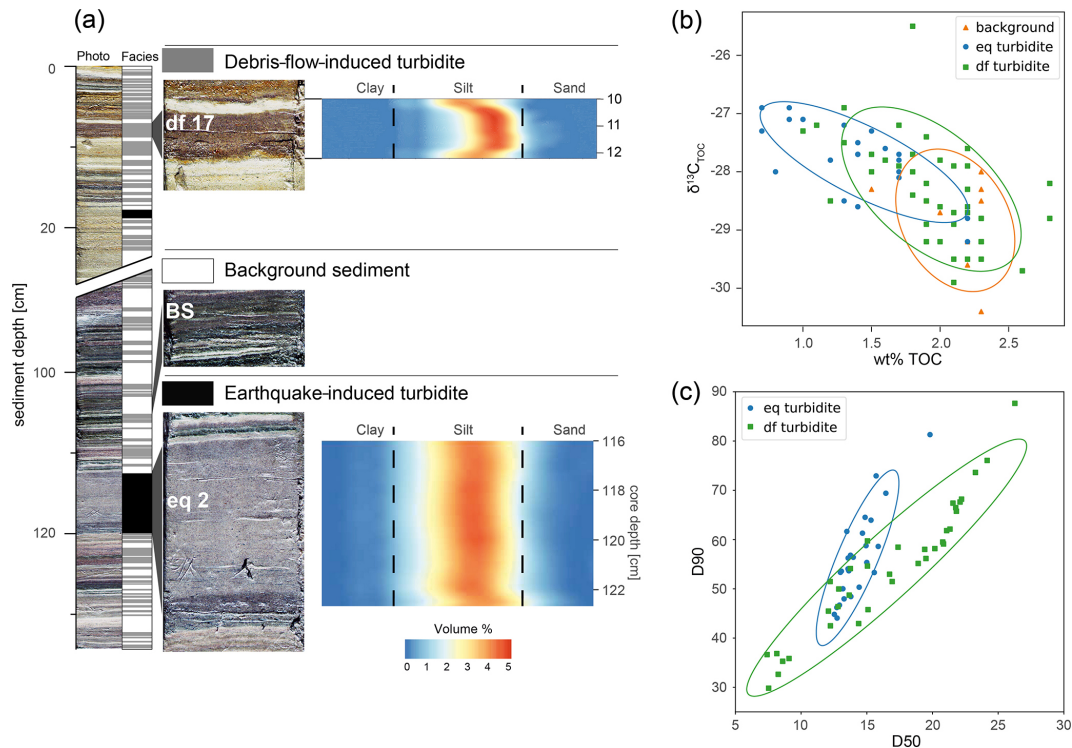 (a)
Photo Facies
0
20
100
120
sediment depth [cm]
Debris-flow-induced turbidite
df 17
Clay Silt Sand
10
11
12
Background sediment
BS
Earthquake-induced turbidite
eq 2
Clay Silt Sand
116
118
120
122
core depth [cm]
Volume %
0 1 2 3 4 5
(b)
background
eq turbidite
df turbidite
-25
-26
-27
-28
-29
-30
δ¹³C_TOC
1.0 1.5 2.0 2.5
wt% TOC
(c)
eq turbidite
df turbidite
90
80
70
60
50
40
30
D90
5 10 15 20 25 30
D50